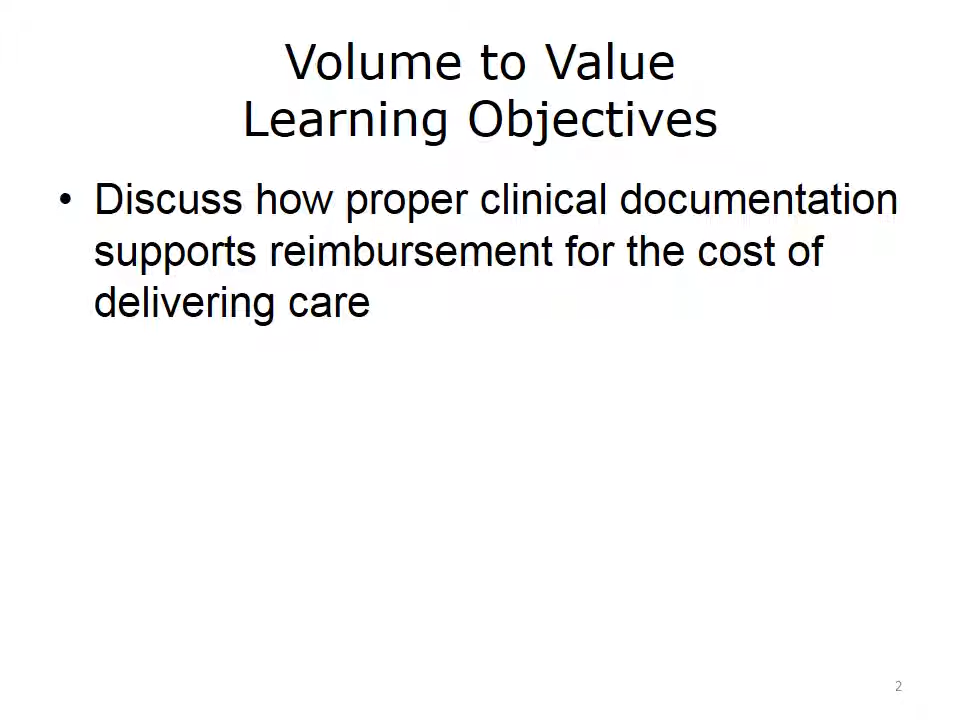 Volume to Value
Learning Objectives
• Discuss how proper clinical documentation
supports reimbursement for the cost of
delivering care
2